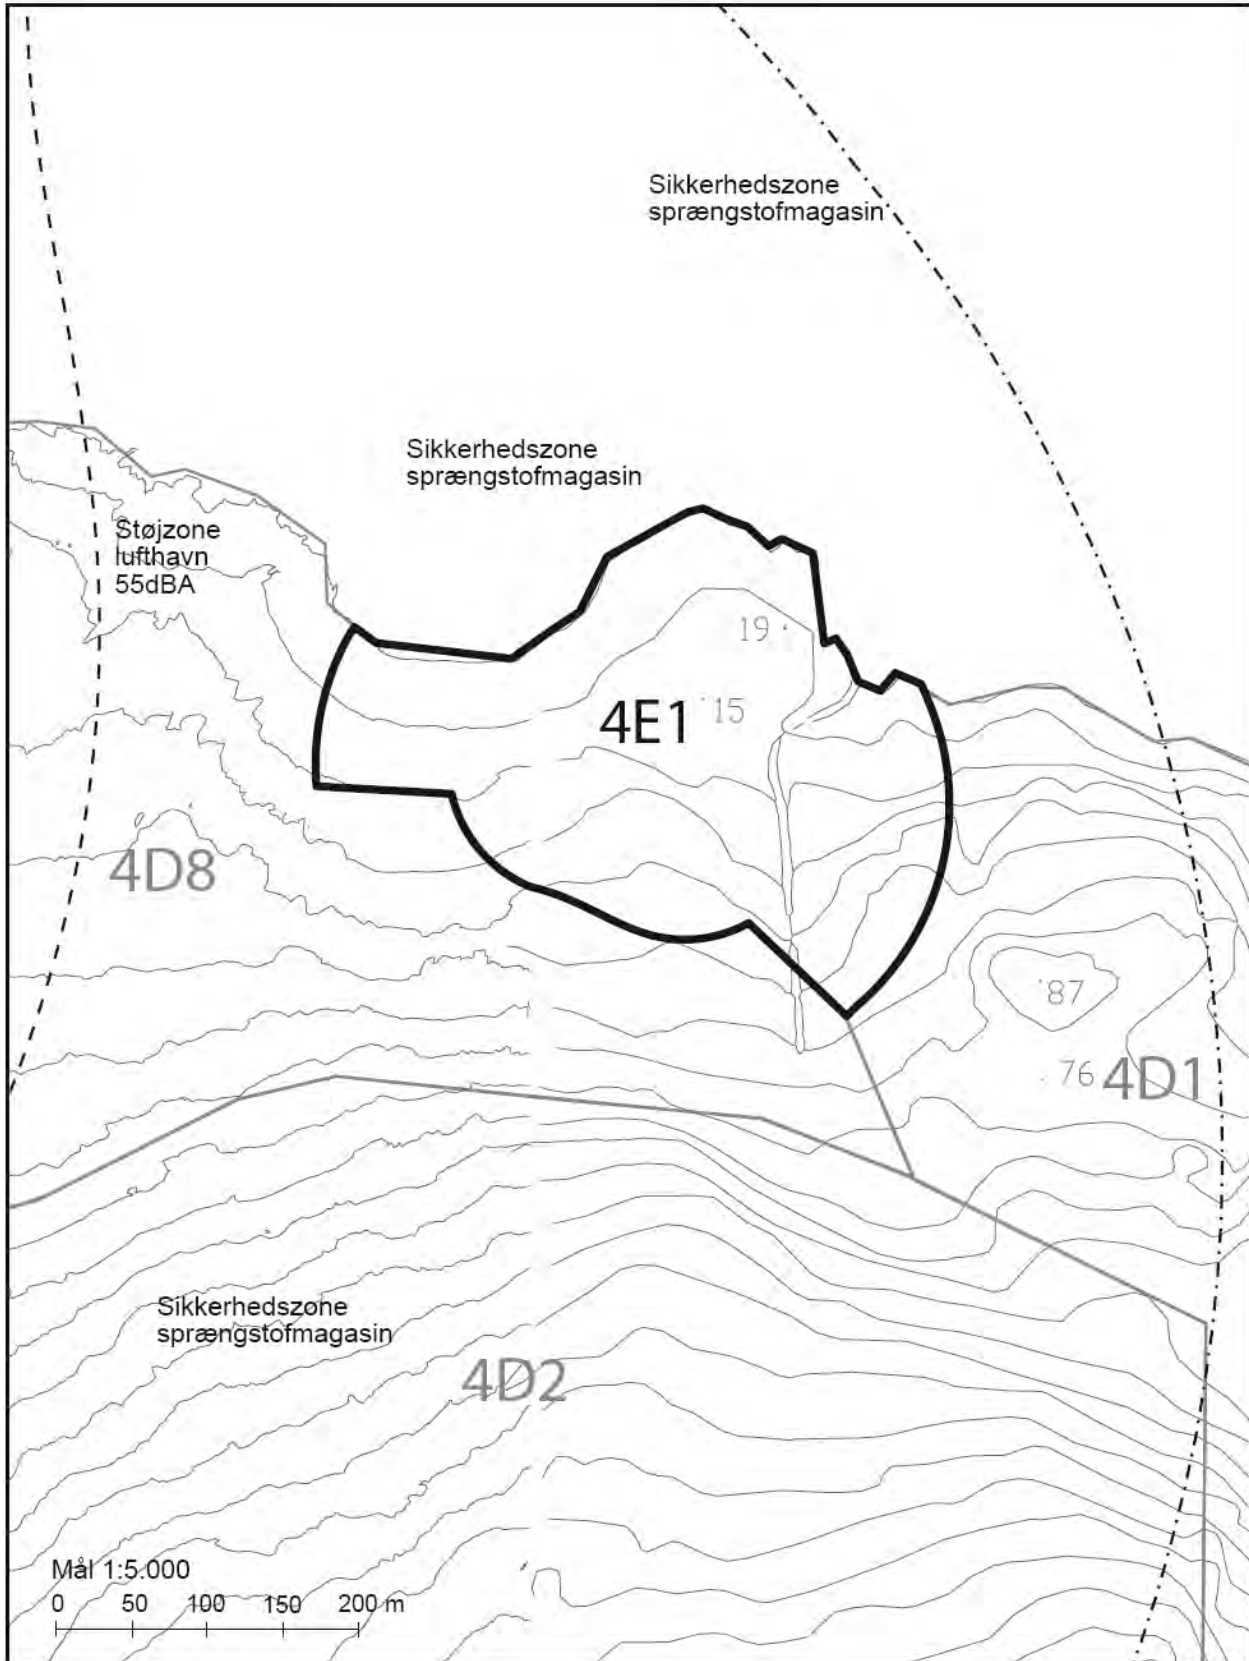 Sikkerhedszone
sprængstofmagasin
Sikkerhedszone
sprængstofmagasin
Støjzone
lufthavn
55dBA
19
4E1
15
4D8
87
76
4D1
Sikkerhedszone
sprængstofmagasin
4D2
Mål 1:5.000
0 50 100 150 200 m